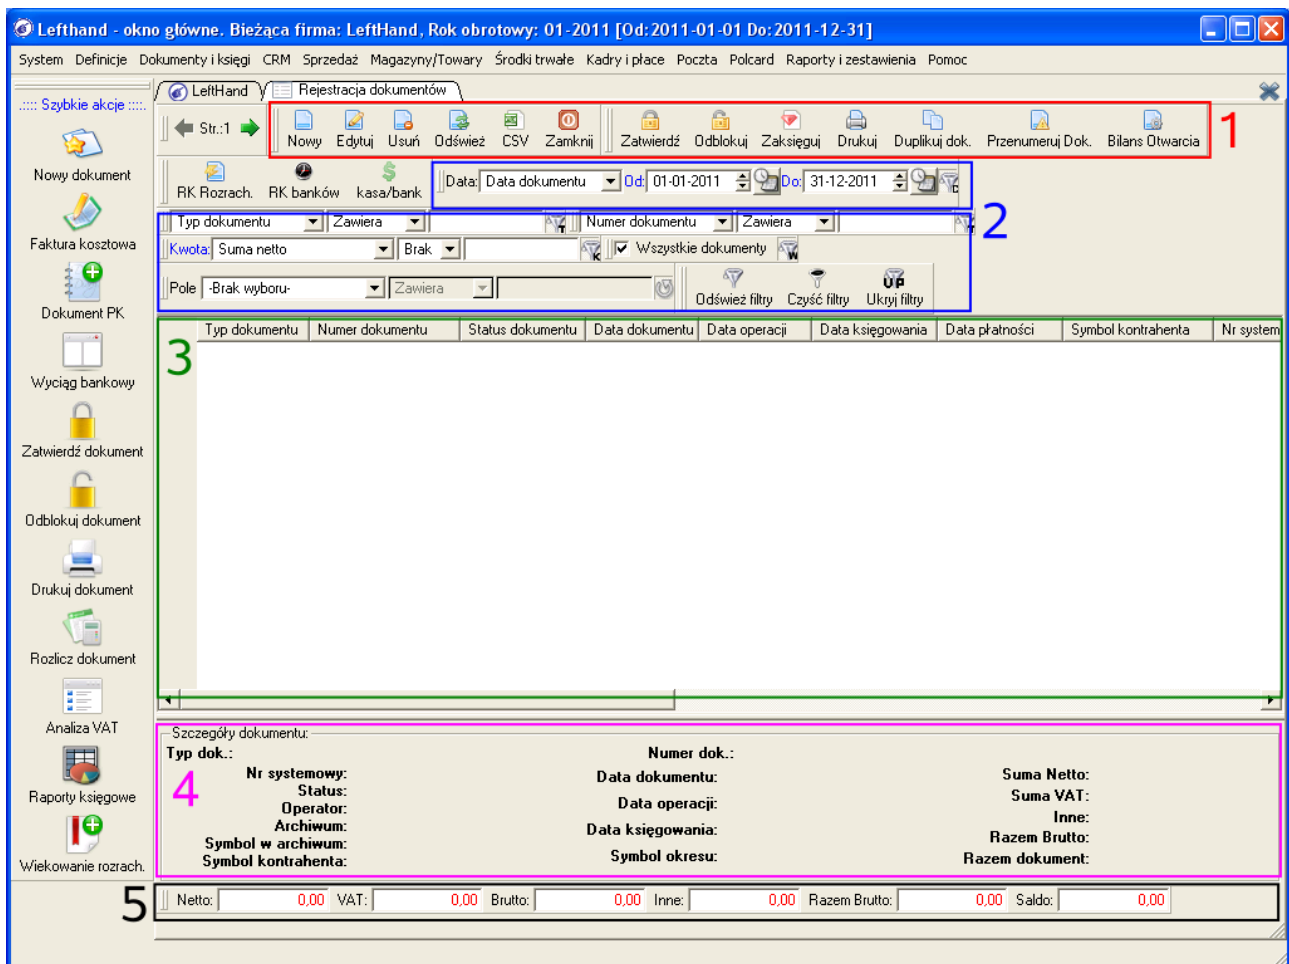 Lefthand - okno główne. Bieżąca firma: LeftHand, Rok obrotowy: 01-2011 [Od:2011-01-01 Do:2011-12-31]
System Definicje Dokumenty i księgi CRM Sprzedaż Magazyny/Towary Środki trwałe Kadry i płace Poczta Polcard Raporty i zestawienia Pomoc
.:::: Szybkie akcje ::::.
Nowy dokument
Faktura kosztowa
Dokument PK
Wyciąg bankowy
Zatwierdź dokument
Odblokuj dokument
Drukuj dokument
Rozlicz dokument
Analiza VAT
Raporty księgowe
Wiekowanie rozrach.
LeftHand Rejestracja dokumentów
Str.:1 Nowy Edytuj Usuń Odśwież CSV Zamknij Zatwierdź Odblokuj Zaksięguj Drukuj Duplikuj dok. Przenumeruj Dok. Bilans Otwarcia 1
RK Rozrach. RK banków kasa/bank Data: Data dokumentu Od: 01-01-2011 Do: 31-12-2011
Typ dokumentu Zawiera T Numer dokumentu Zawiera 2
Kwota: Suma netto Brak K Wszystkie dokumenty W
Pole -Brak wyboru- Zawiera UP
Odśwież filtry Czyść filtry Ukryj filtry
Typ dokumentu Numer dokumentu Status dokumentu Data dokumentu Data operacji Data księgowania Data płatności Symbol kontrahenta Nr system
3
Szczegóły dokumentu:
Typ dok.: Numer dok.:
4
Nr systemowy: Data dokumentu: Suma Netto:
Status: Suma VAT:
Operator: Data operacji:
Inne:
Archiwum: Data księgowania:
Razem Brutto:
Symbol w archiwum:
Symbol kontrahenta: Symbol okresu: Razem dokument:
5 Netto: 0,00 VAT: 0,00 Brutto: 0,00 Inne: 0,00 Razem Brutto: 0,00 Saldo: 0,00